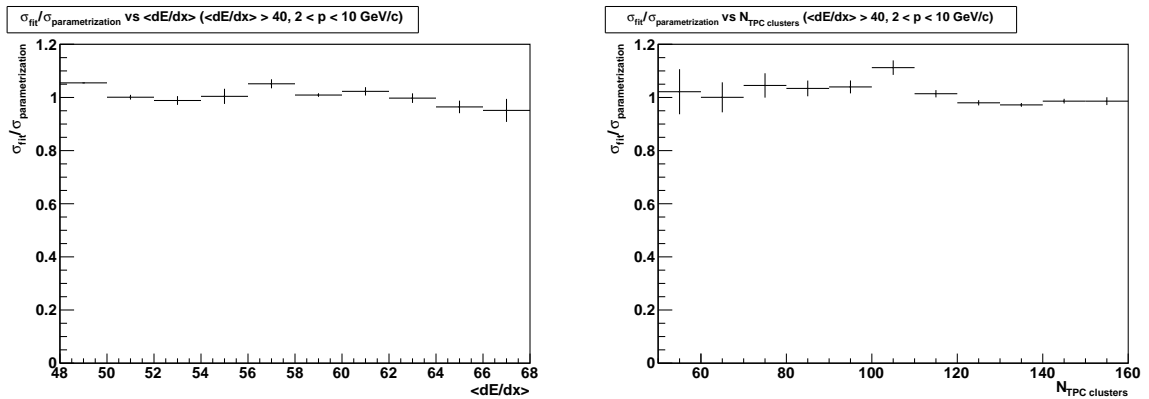 σfit/σparametrization vs <dE/dx> (<dE/dx> > 40, 2 < p < 10 GeV/c)
σfit/σparametrization
1.2
1
0.8
0.6
0.4
0.2
0
48 50 52 54 56 58 60 62 64 66 68
<dE/dx>
σfit/σparametrization vs NTPC clusters (<dE/dx> > 40, 2 < p < 10 GeV/c)
σfit/σparametrization
1.2
1
0.8
0.6
0.4
0.2
0
60 80 100 120 140 160
NTPC clusters